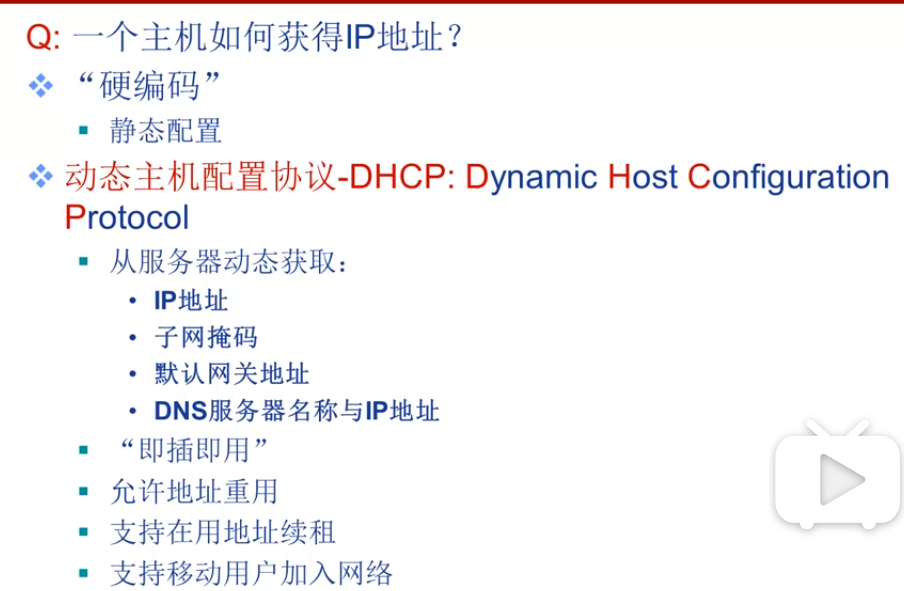 Q: 一个主机如何获得IP地址？
“硬编码”
静态配置
动态主机配置协议-DHCP: Dynamic Host Configuration
Protocol
从服务器动态获取：
IP地址
子网掩码
默认网关地址
DNS服务器名称与IP地址
“即插即用”
允许地址重用
支持在用地址续租
支持移动用户加入网络